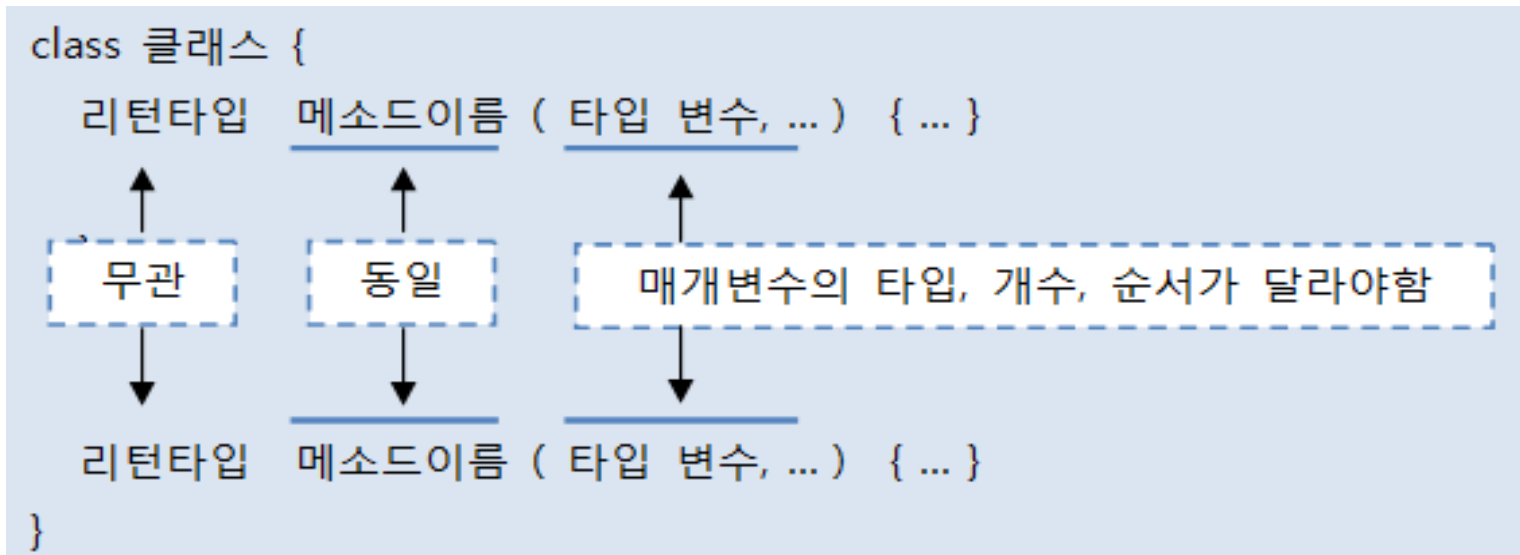 class 클래스 {
리턴타입 메소드이름 ( 타입 변수, ... ) { ... }
무관 동일 매개변수의 타입, 개수, 순서가 달라야함
리턴타입 메소드이름 ( 타입 변수, ... ) { ... }
}